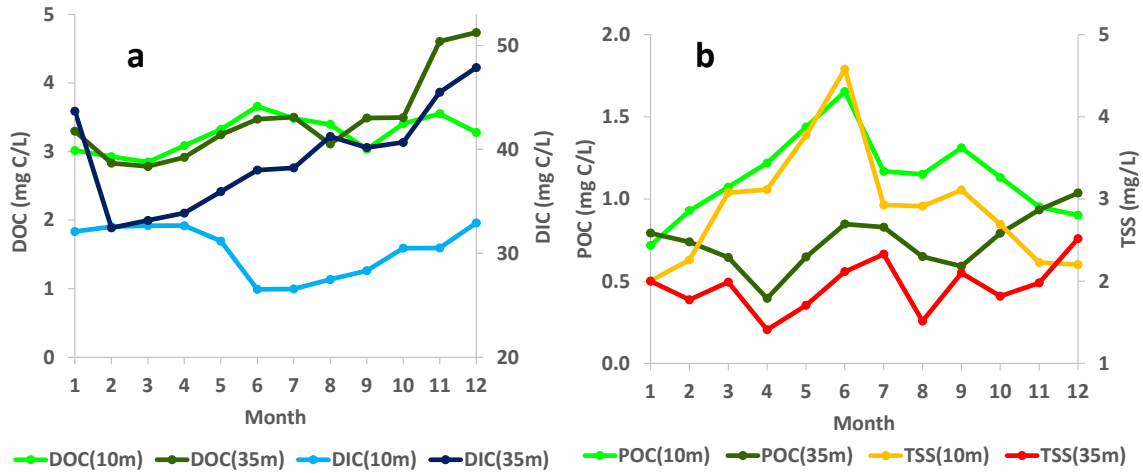 a
DOC (mg C/L)
5
4
3
2
1
0
50
40
30
20
DIC (mg C/L)
1 2 3 4 5 6 7 8 9 10 11 12
Month
DOC(10m) DOC(35m) DIC(10m) DIC(35m)
b
POC (mg C/L)
2.0
1.5
1.0
0.5
0.0
5
4
3
2
1
TSS (mg/L)
1 2 3 4 5 6 7 8 9 10 11 12
Month
POC(10m) POC(35m) TSS(10m) TSS(35m)